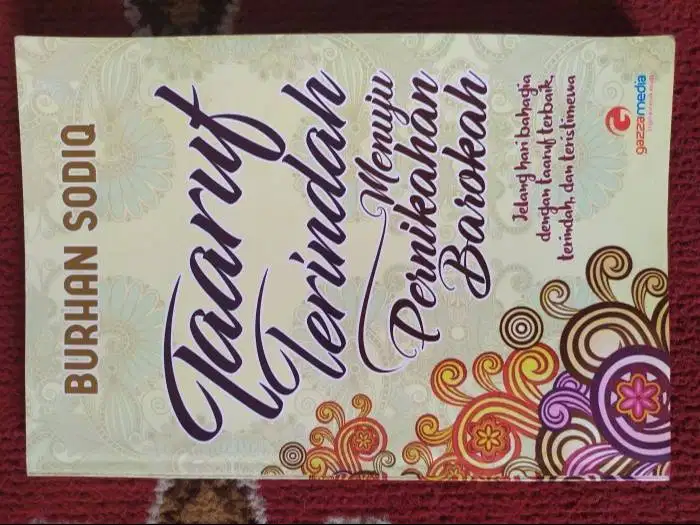 BURHAN SODIQ
Taaruf
Terindah
Menuju
Pernikahan
Barokah
Jelang hari bahagia
dengan taaruf terbaik,
terindah, dan teristimewa
gazzamedia